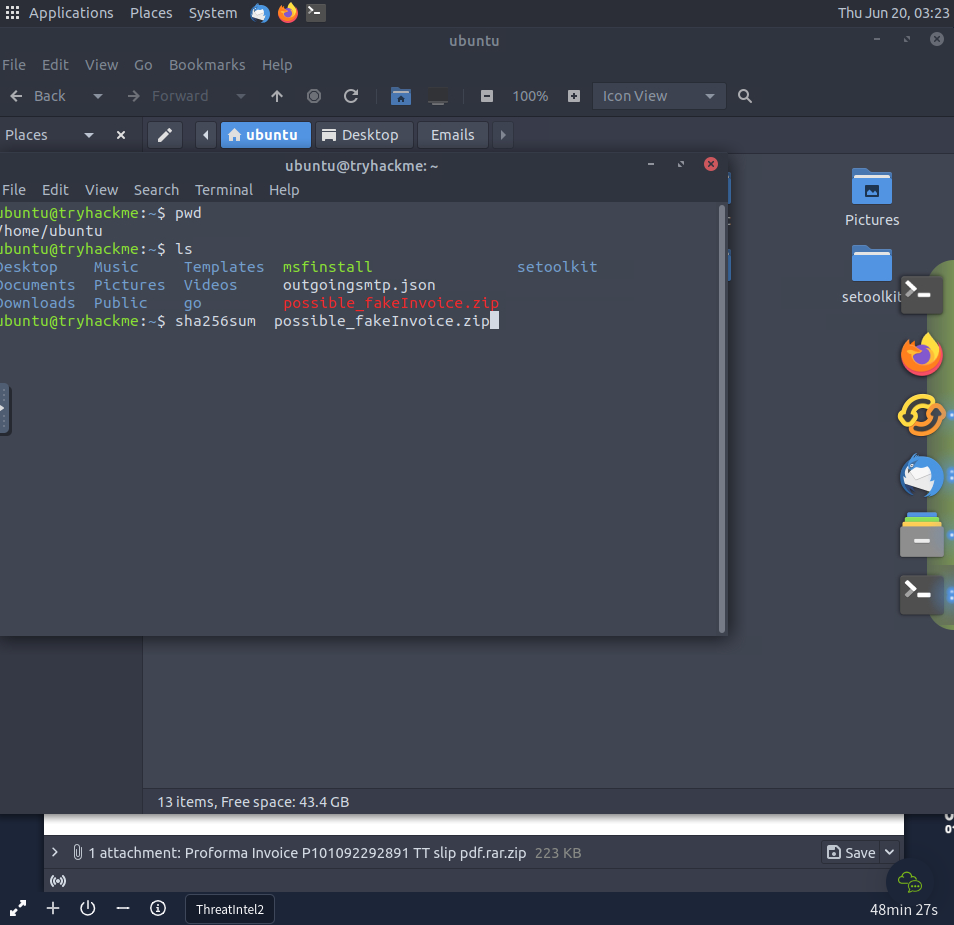 Applications Places System Thu Jun 20, 03:23
ubuntu
File Edit View Go Bookmarks Help
Back Forward 100% Icon View
Places ubuntu Desktop Emails
ubuntu@tryhackme: ~
File Edit View Search Terminal Help
ubuntu@tryhackme:~$ pwd
/home/ubuntu
ubuntu@tryhackme:~$ ls
Desktop Music Templates msfinstall setoolkit
Documents Pictures Videos outgoingsmtp.json
Downloads Public go possible_fakeInvoice.zip
ubuntu@tryhackme:~$ sha256sum  possible_fakeInvoice.zip
Pictures
setoolkit
13 items, Free space: 43.4 GB
1 attachment: Proforma Invoice P101092292891 TT slip pdf.rar.zip 223 KB Save
ThreatIntel2
48min 27s